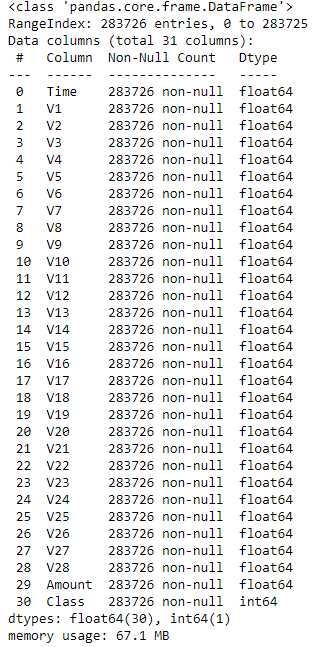 <class 'pandas.core.frame.DataFrame'>
RangeIndex: 283726 entries, 0 to 283725
Data columns (total 31 columns):
 #   Column  Non-Null Count   Dtype
---  ------  --------------   -----
 0   Time    283726 non-null  float64
 1   V1      283726 non-null  float64
 2   V2      283726 non-null  float64
 3   V3      283726 non-null  float64
 4   V4      283726 non-null  float64
 5   V5      283726 non-null  float64
 6   V6      283726 non-null  float64
 7   V7      283726 non-null  float64
 8   V8      283726 non-null  float64
 9   V9      283726 non-null  float64
 10  V10     283726 non-null  float64
 11  V11     283726 non-null  float64
 12  V12     283726 non-null  float64
 13  V13     283726 non-null  float64
 14  V14     283726 non-null  float64
 15  V15     283726 non-null  float64
 16  V16     283726 non-null  float64
 17  V17     283726 non-null  float64
 18  V18     283726 non-null  float64
 19  V19     283726 non-null  float64
 20  V20     283726 non-null  float64
 21  V21     283726 non-null  float64
 22  V22     283726 non-null  float64
 23  V23     283726 non-null  float64
 24  V24     283726 non-null  float64
 25  V25     283726 non-null  float64
 26  V26     283726 non-null  float64
 27  V27     283726 non-null  float64
 28  V28     283726 non-null  float64
 29  Amount  283726 non-null  float64
 30  Class   283726 non-null  int64
dtypes: float64(30), int64(1)
memory usage: 67.1 MB